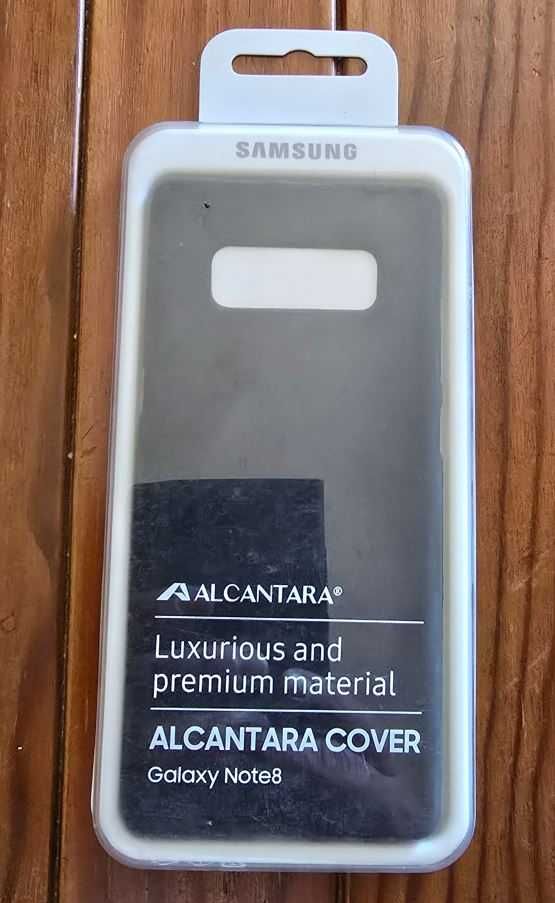 SAMSUNG
ALCANTARA®
Luxurious and
premium material
ALCANTARA COVER
Galaxy Note8